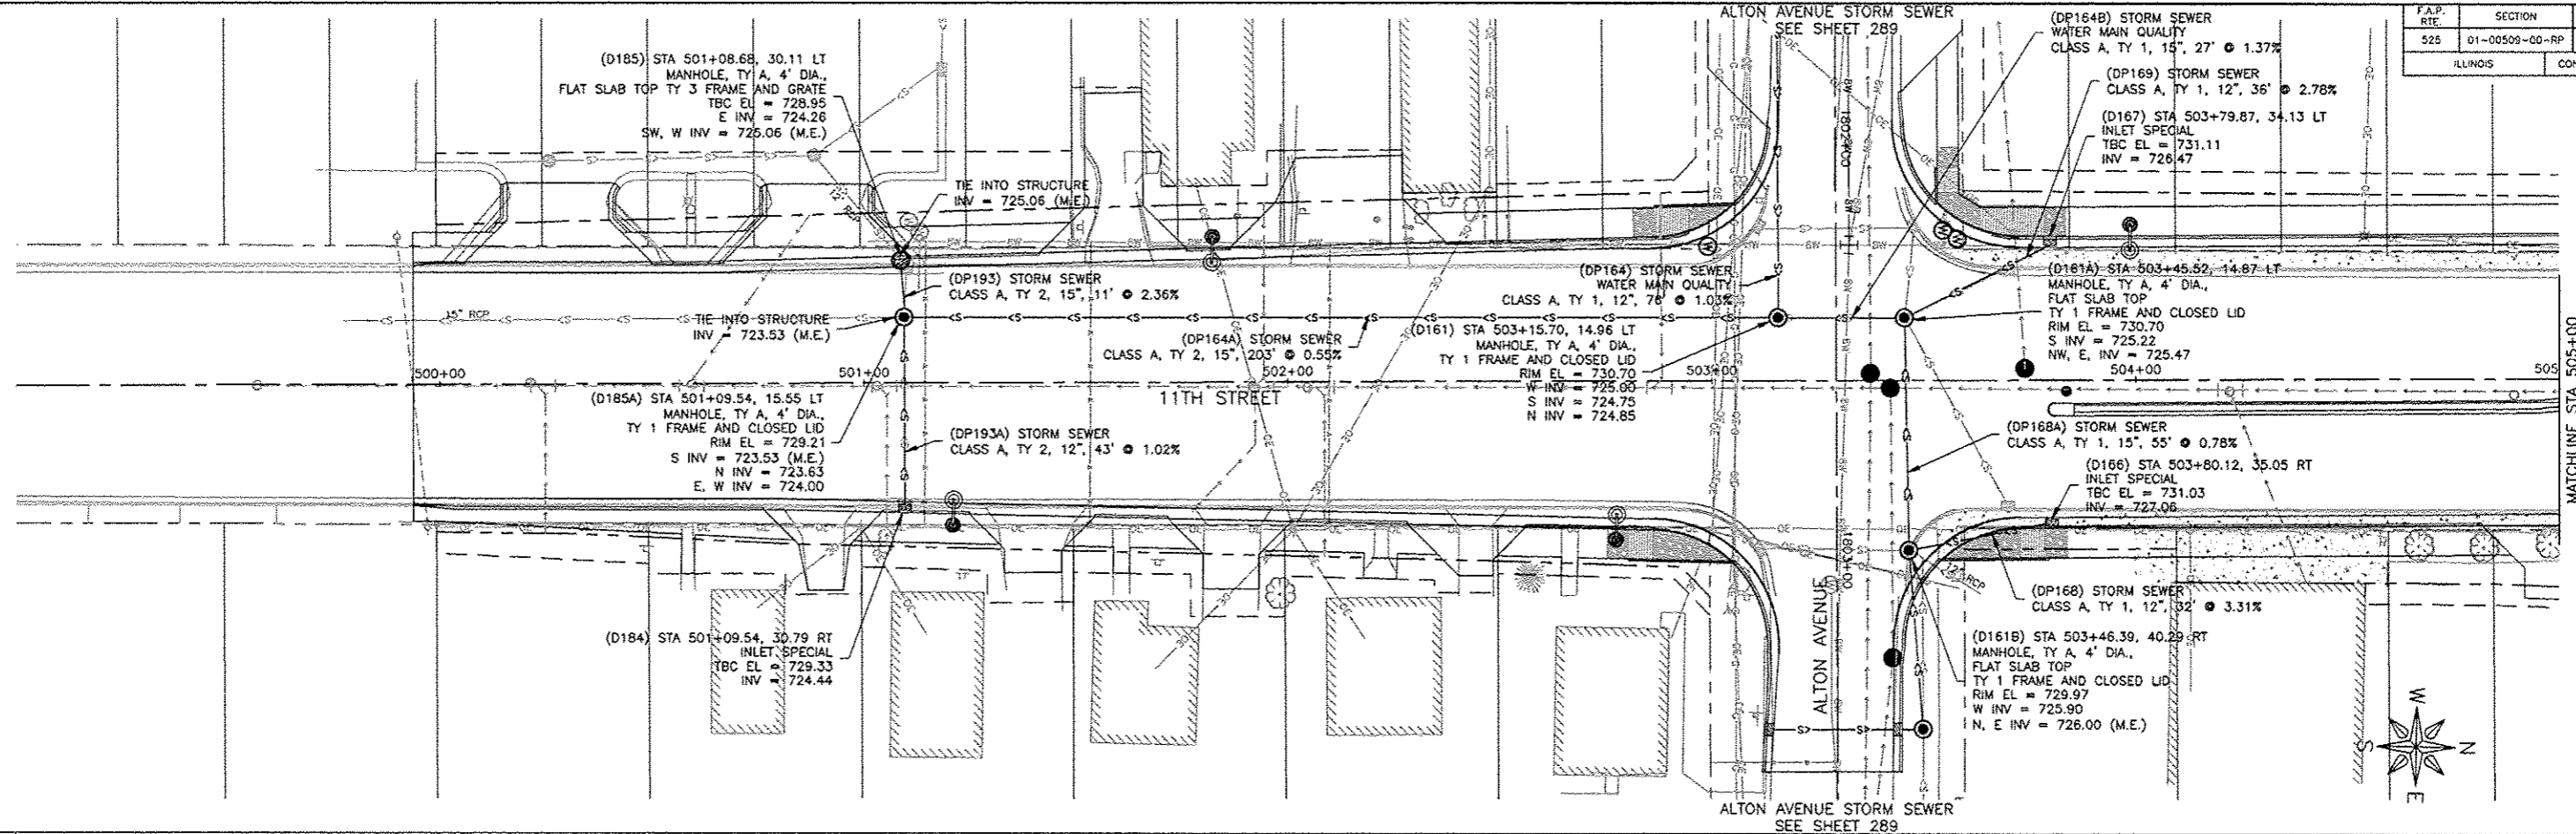 ALTON AVENUE STORM SEWER
SEE SHEET 289
F.A.P. RTE.
SECTION
525
01-00509-00-RP
ILLINOIS
CON
(DP164B) STORM SEWER
WATER MAIN QUALITY
CLASS A, TY 1, 15", 27' @ 1.37%
(DP169) STORM SEWER
CLASS A, TY 1, 12", 36' @ 2.78%
(D167) STA 503+79.87, 34.13 LT
INLET SPECIAL
TBC EL = 731.11
INV = 726.47
(D185) STA 501+08.68, 30.11 LT
MANHOLE, TY A, 4' DIA.,
FLAT SLAB TOP TY 3 FRAME AND GRATE
TBC EL = 728.95
E INV = 724.26
SW, W INV = 725.06 (M.E.)
12" RCP
TIE INTO STRUCTURE
INV = 725.06 (M.E.)
1802+00
(DP193) STORM SEWER
CLASS A, TY 2, 15", 11' @ 2.36%
15" RCP
TIE INTO STRUCTURE
INV = 723.53 (M.E.)
(DP164A) STORM SEWER
CLASS A, TY 2, 15", 203' @ 0.55%
(DP164) STORM SEWER
WATER MAIN QUALITY
CLASS A, TY 1, 12", 76' @ 1.03%
(D161) STA 503+15.70, 14.96 LT
MANHOLE, TY A, 4' DIA.,
TY 1 FRAME AND CLOSED LID
RIM EL = 730.70
W INV = 725.00
S INV = 724.75
N INV = 724.85
(D161A) STA 503+45.52, 14.87 LT
MANHOLE, TY A, 4' DIA.,
FLAT SLAB TOP
TY 1 FRAME AND CLOSED LID
RIM EL = 730.70
S INV = 725.22
NW, E, INV = 725.47
500+00
501+00
502+00
503+00
504+00
505
11TH STREET
MATCHLINE STA 505+00
(D185A) STA 501+09.54, 15.55 LT
MANHOLE, TY A, 4' DIA.,
TY 1 FRAME AND CLOSED LID
RIM EL = 729.21
S INV = 723.53 (M.E.)
N INV = 723.63
E, W INV = 724.00
(DP193A) STORM SEWER
CLASS A, TY 2, 12", 43' @ 1.02%
(DP168A) STORM SEWER
CLASS A, TY 1, 15", 55' @ 0.78%
(D166) STA 503+80.12, 35.05 RT
INLET SPECIAL
TBC EL = 731.03
INV = 727.06
1803+00
ALTON AVENUE
12" RCP
(DP168) STORM SEWER
CLASS A, TY 1, 12", 32' @ 3.31%
(D184) STA 501+09.54, 30.79 RT
INLET SPECIAL
TBC EL = 729.33
INV = 724.44
(D161B) STA 503+46.39, 40.29 RT
MANHOLE, TY A, 4' DIA.,
FLAT SLAB TOP
TY 1 FRAME AND CLOSED LID
RIM EL = 729.97
W INV = 725.90
N, E INV = 726.00 (M.E.)
W
S
N
E
ALTON AVENUE STORM SEWER
SEE SHEET 289